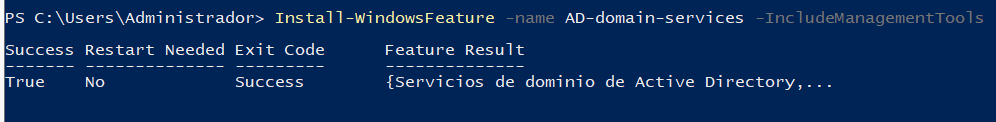 PS C:\Users\Administrador> Install-WindowsFeature -name AD-domain-services -IncludeManagementTools
Success Restart Needed Exit Code Feature Result
------- -------------- --------- --------------
True No Success {Servicios de dominio de Active Directory,...